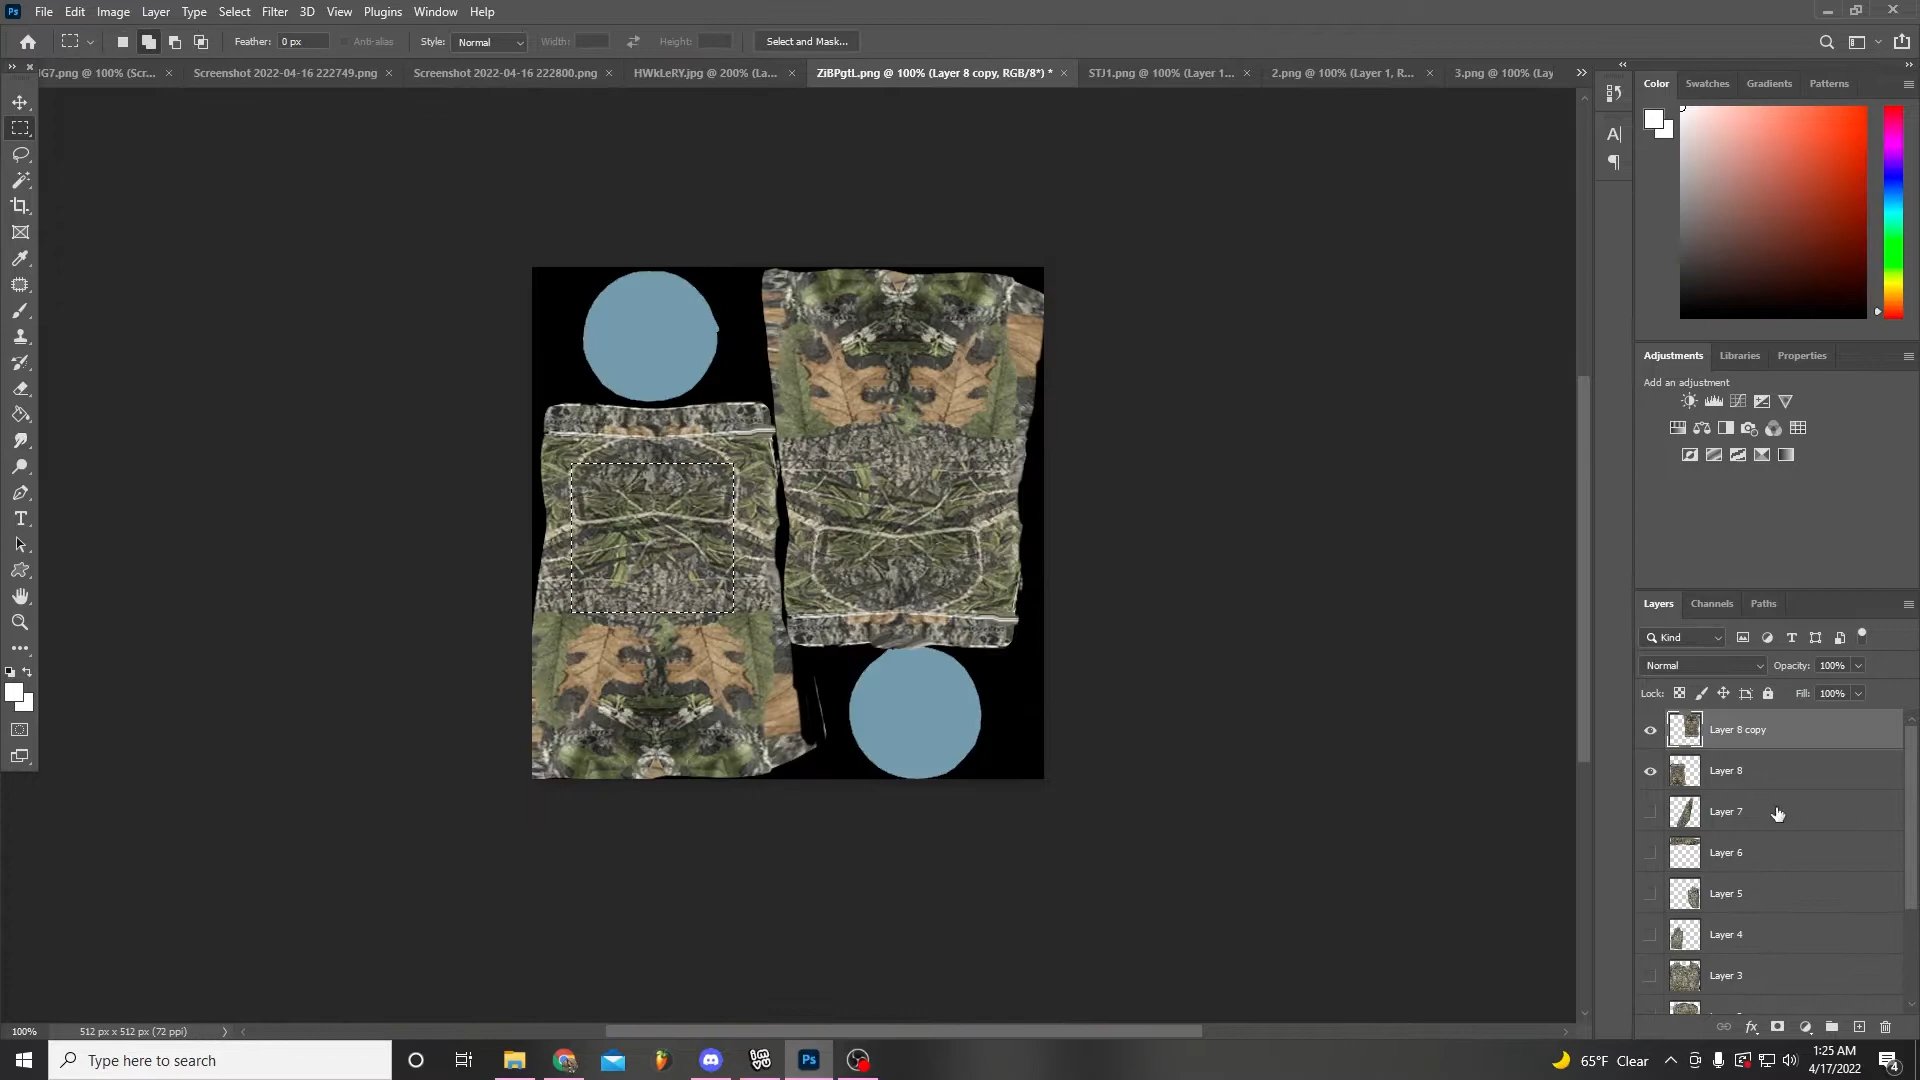 Ps File Edit Image Layer Type Select Filter 3D View Plugins Window Help
Feather: 0 px Anti-alias Style: Normal Width: Height: Select and Mask...
IG7.png @ 100% (Scr... × Screenshot 2022-04-16 222749.png × Screenshot 2022-04-16 222800.png × HWkLeRY.jpg @ 200% (La... × ZiBPgtL.png @ 100% (Layer 8 copy, RGB/8*) * × STJ1.png @ 100% (Layer 1... × 2.png @ 100% (Layer 1, R... × 3.png @ 100% (Lay
Color Swatches Gradients Patterns
Adjustments Libraries Properties
Add an adjustment
Layers Channels Paths
Kind
Normal Opacity: 100%
Lock: Fill: 100%
Layer 8 copy
Layer 8
Layer 7
Layer 6
Layer 5
Layer 4
Layer 3
100% 512 px x 512 px (72 ppi)
Type here to search
Ps
65°F Clear
1:25 AM
4/17/2022
4